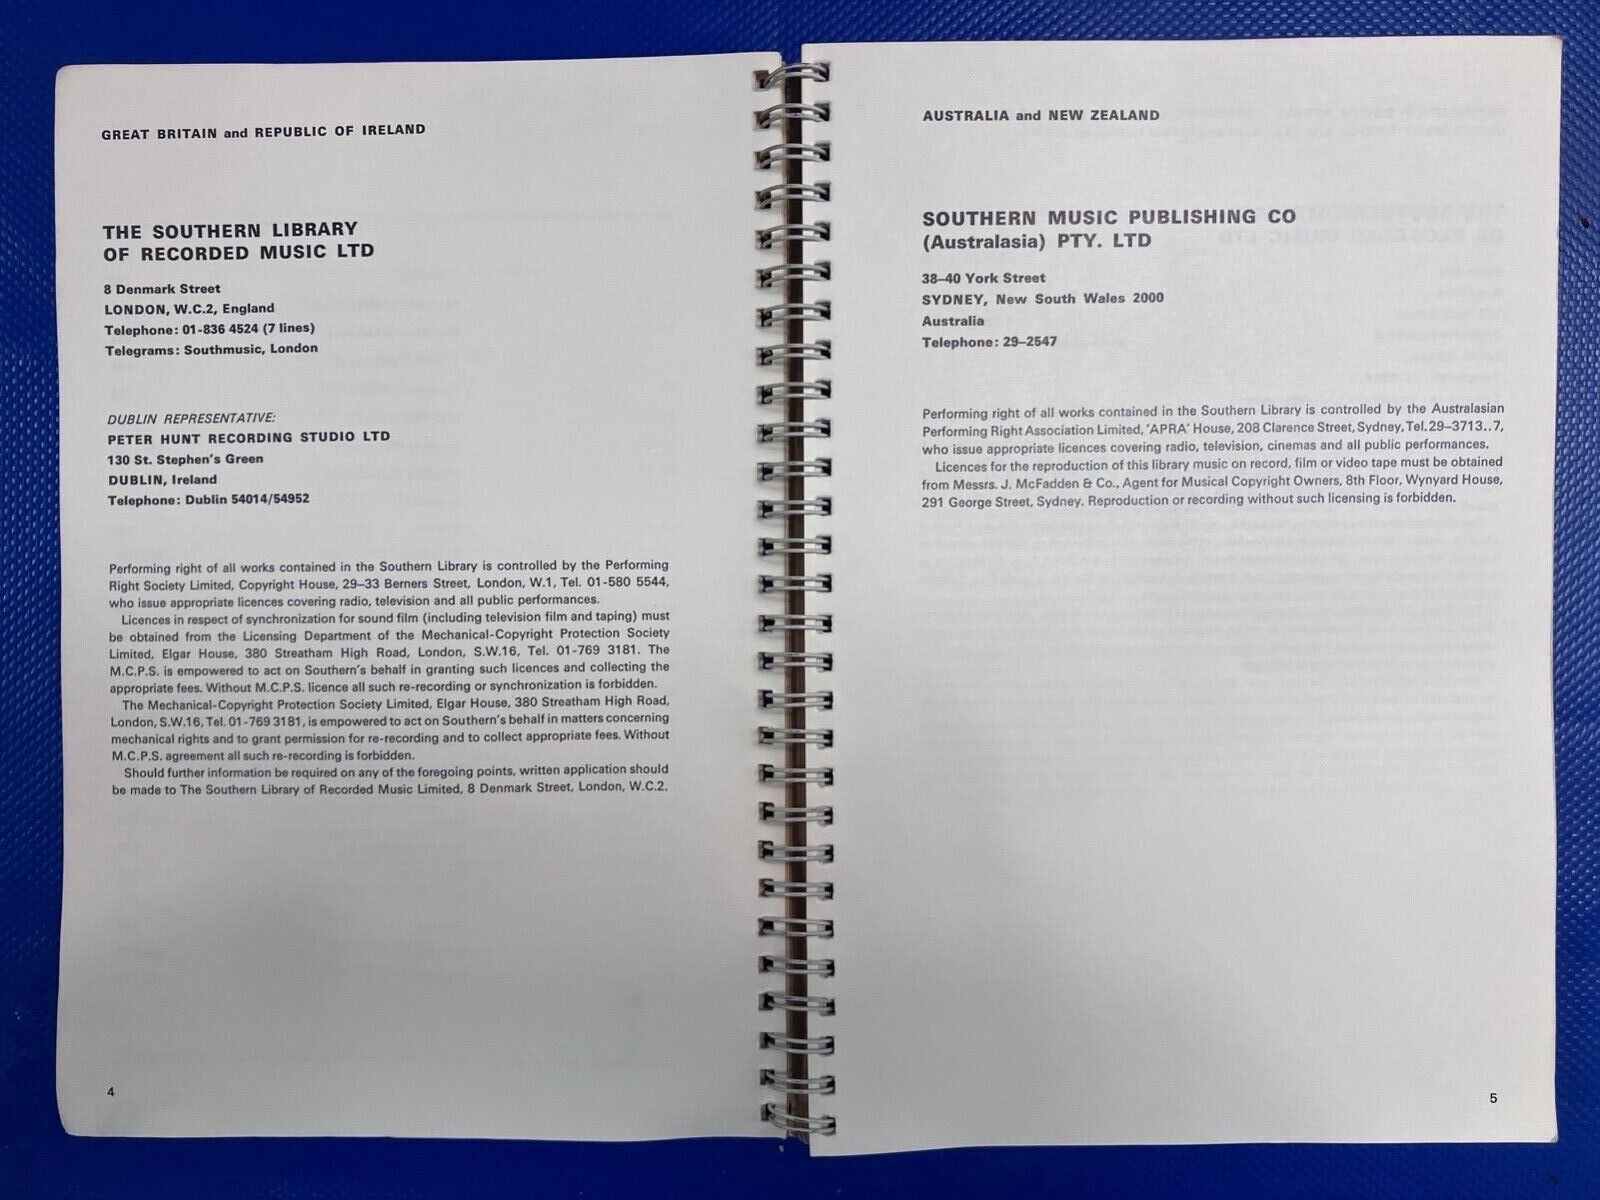 GREAT BRITAIN and REPUBLIC OF IRELAND
THE SOUTHERN LIBRARY
OF RECORDED MUSIC LTD
8 Denmark Street
LONDON, W.C.2, England
Telephone: 01-836 4524 (7 lines)
Telegrams: Southmusic, London
DUBLIN REPRESENTATIVE:
PETER HUNT RECORDING STUDIO LTD
130 St. Stephen's Green
DUBLIN, Ireland
Telephone: Dublin 54014/54952
Performing right of all works contained in the Southern Library is controlled by the Performing
Right Society Limited, Copyright House, 29–33 Berners Street, London, W.1, Tel. 01-580 5544,
who issue appropriate licences covering radio, television and all public performances.
Licences in respect of synchronization for sound film (including television film and taping) must
be obtained from the Licensing Department of the Mechanical-Copyright Protection Society
Limited, Elgar House, 380 Streatham High Road, London, S.W.16, Tel. 01-769 3181. The
M.C.P.S. is empowered to act on Southern's behalf in granting such licences and collecting the
appropriate fees. Without M.C.P.S. licence all such re-recording or synchronization is forbidden.
The Mechanical-Copyright Protection Society Limited, Elgar House, 380 Streatham High Road,
London, S.W.16, Tel. 01-769 3181, is empowered to act on Southern's behalf in matters concerning
mechanical rights and to grant permission for re-recording and to collect appropriate fees. Without
M.C.P.S. agreement all such re-recording is forbidden.
Should further information be required on any of the foregoing points, written application should
be made to The Southern Library of Recorded Music Limited, 8 Denmark Street, London, W.C.2.
4
AUSTRALIA and NEW ZEALAND
SOUTHERN MUSIC PUBLISHING CO
(Australasia) PTY. LTD
38–40 York Street
SYDNEY, New South Wales 2000
Australia
Telephone: 29–2547
Performing right of all works contained in the Southern Library is controlled by the Australasian
Performing Right Association Limited, 'APRA' House, 208 Clarence Street, Sydney, Tel. 29–3713..7,
who issue appropriate licences covering radio, television, cinemas and all public performances.
Licences for the reproduction of this library music on record, film or video tape must be obtained
from Messrs. J. McFadden & Co., Agent for Musical Copyright Owners, 8th Floor, Wynyard House,
291 George Street, Sydney. Reproduction or recording without such licensing is forbidden.
5